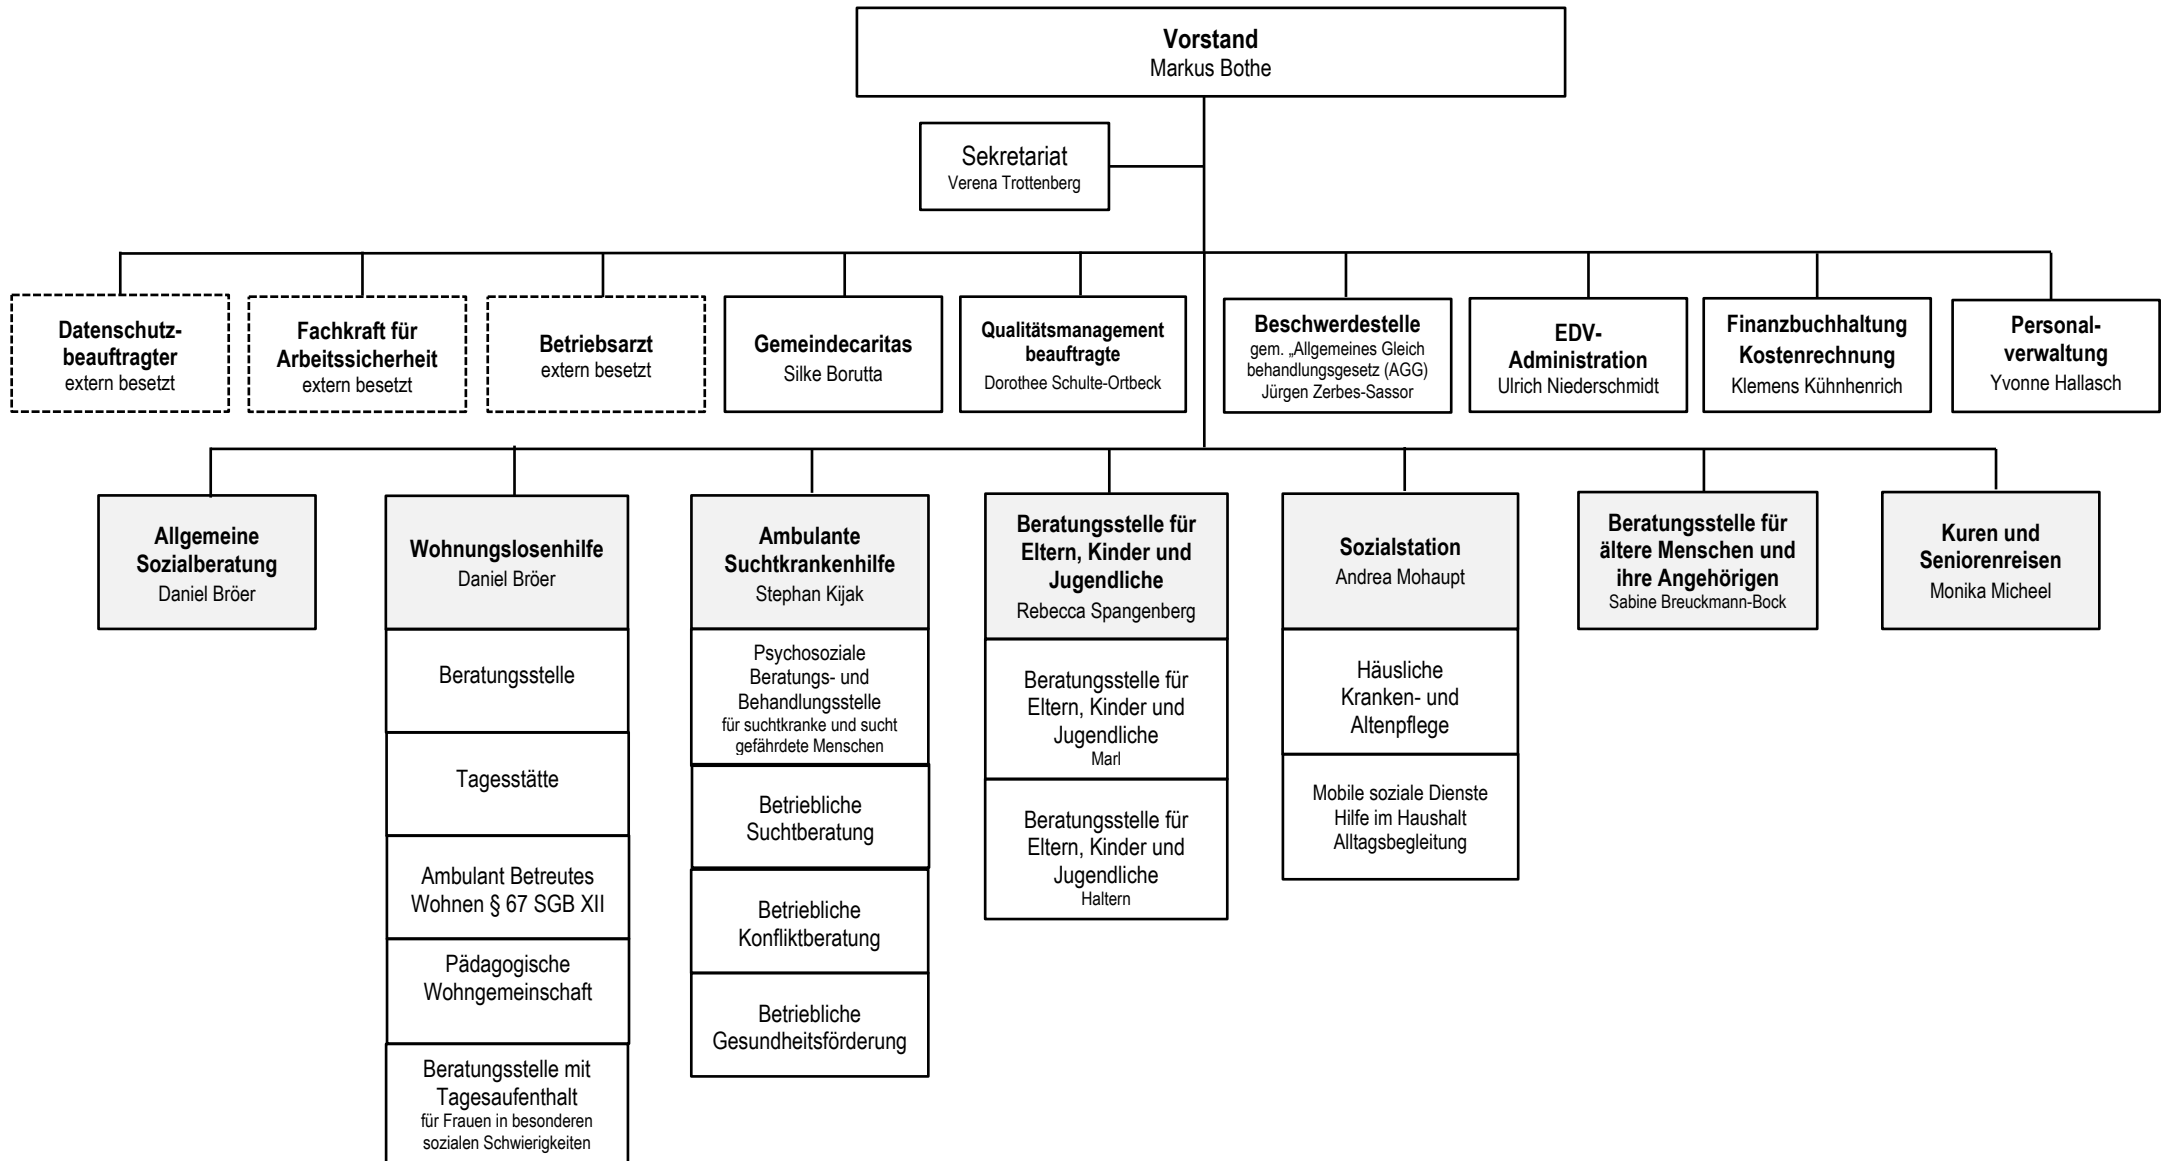 Vorstand
Markus Bothe
Sekretariat
Verena Trottenberg
Datenschutz-
beauftragter
extern besetzt
Fachkraft für
Arbeitssicherheit
extern besetzt
Betriebsarzt
extern besetzt
Gemeindecaritas
Silke Borutta
Qualitätsmanagement
beauftragte
Dorothee Schulte-Ortbeck
Beschwerdestelle
gem. „Allgemeines Gleich
behandlungsgesetz (AGG)
Jürgen Zerbes-Sassor
EDV-
Administration
Ulrich Niederschmidt
Finanzbuchhaltung
Kostenrechnung
Klemens Kühnhenrich
Personal-
verwaltung
Yvonne Hallasch
Allgemeine
Sozialberatung
Daniel Bröer
Wohnungslosenhilfe
Daniel Bröer
Beratungsstelle
Tagesstätte
Ambulant Betreutes
Wohnen § 67 SGB XII
Pädagogische
Wohngemeinschaft
Beratungsstelle mit
Tagesaufenthalt
für Frauen in besonderen
sozialen Schwierigkeiten
Ambulante
Suchtkrankenhilfe
Stephan Kijak
Psychosoziale
Beratungs- und
Behandlungsstelle
für suchtkranke und sucht
gefährdete Menschen
Betriebliche
Suchtberatung
Betriebliche
Konfliktberatung
Betriebliche
Gesundheitsförderung
Beratungsstelle für
Eltern, Kinder und
Jugendliche
Rebecca Spangenberg
Beratungsstelle für
Eltern, Kinder und
Jugendliche
Marl
Beratungsstelle für
Eltern, Kinder und
Jugendliche
Haltern
Sozialstation
Andrea Mohaupt
Häusliche
Kranken- und
Altenpflege
Mobile soziale Dienste
Hilfe im Haushalt
Alltagsbegleitung
Beratungsstelle für
ältere Menschen und
ihre Angehörigen
Sabine Breuckmann-Bock
Kuren und
Seniorenreisen
Monika Micheel